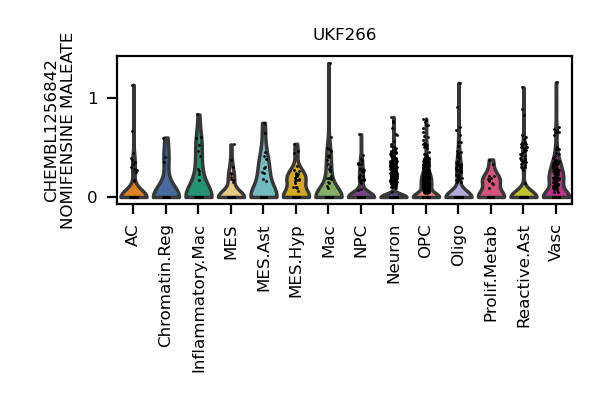 UKF266
CHEMBL1256842
NOMIFENSINE MALEATE
1
0
AC
Chromatin.Reg
Inflammatory.Mac
MES
MES.Ast
MES.Hyp
Mac
NPC
Neuron
OPC
Oligo
Prolif.Metab
Reactive.Ast
Vasc